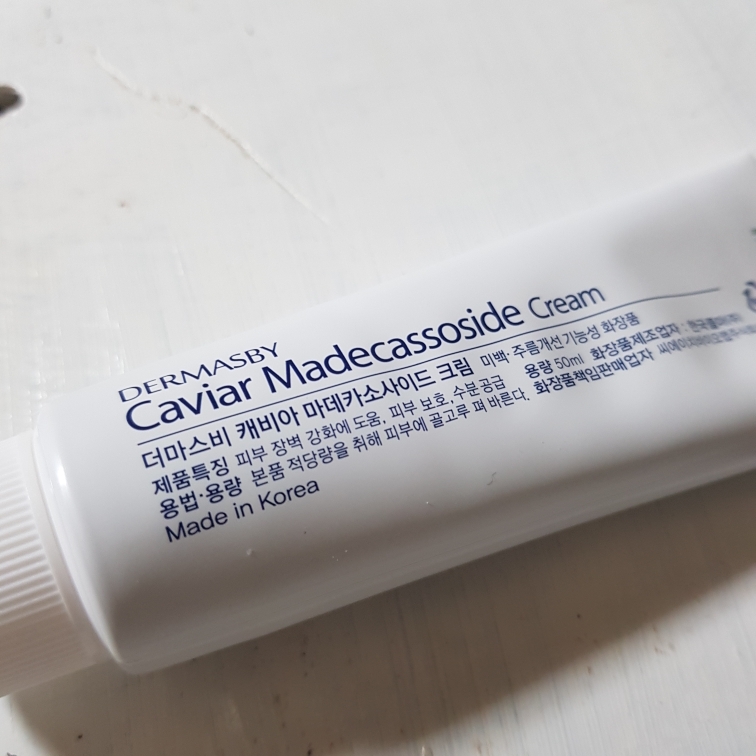 DERMASBY
Caviar Madecassoside Cream
더마스비 캐비아 마데카소사이드 크림 미백·주름개선기능성 화장품
제품특징 피부 장벽 강화에 도움, 피부 보호, 수분공급 용량 50ml 화장품제조업자 :
용법·용량 본품 적당량을 취해 피부에 골고루 펴 바른다. 화장품책임판매업자
Made in Korea